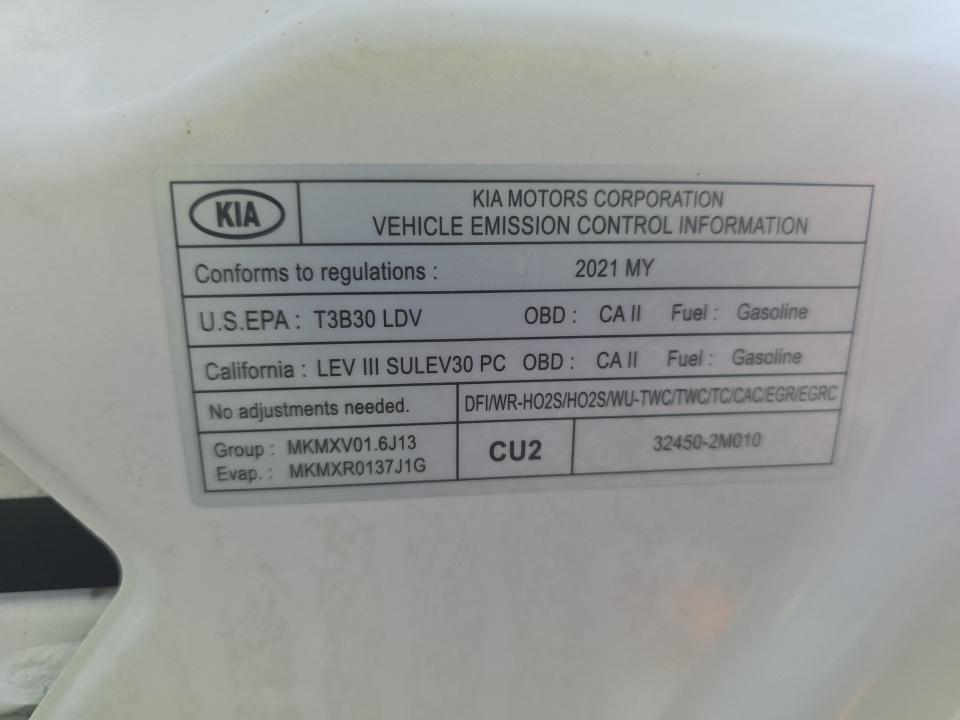 KIA
KIA MOTORS CORPORATION
VEHICLE EMISSION CONTROL INFORMATION
Conforms to regulations : 2021 MY
U.S.EPA : T3B30 LDV OBD : CA II Fuel : Gasoline
California : LEV III SULEV30 PC OBD : CA II Fuel : Gasoline
No adjustments needed. DFI/WR-HO2S/HO2S/WU-TWC/TWC/TC/CAC/EGR/EGRC
Group : MKMXV01.6J13
Evap. : MKMXR0137J1G
CU2
32450-2M010